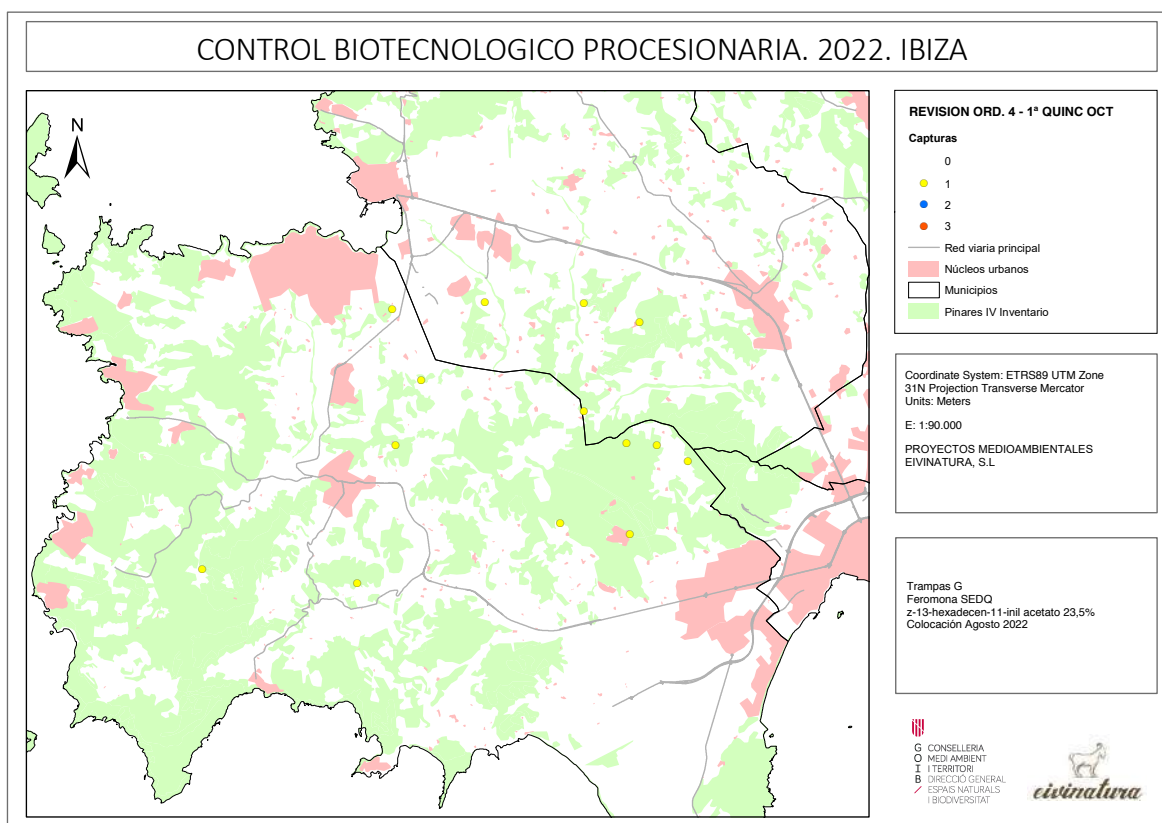 CONTROL BIOTECNOLOGICO PROCESIONARIA. 2022. IBIZA
N
REVISION ORD. 4 - 1ª QUINC OCT
Capturas
0
1
2
3
Red viaria principal
Núcleos urbanos
Municipios
Pinares IV Inventario
Coordinate System: ETRS89 UTM Zone
31N Projection Transverse Mercator
Units: Meters
E: 1:90.000
PROYECTOS MEDIOAMBIENTALES
EIVINATURA, S.L
Trampas G
Feromona SEDQ
z-13-hexadecen-11-inil acetato 23,5%
Colocación Agosto 2022
G CONSELLERIA
O MEDI AMBIENT
I I TERRITORI
B DIRECCIÓ GENERAL
/ ESPAIS NATURALS
I BIODIVERSITAT
eivinatura